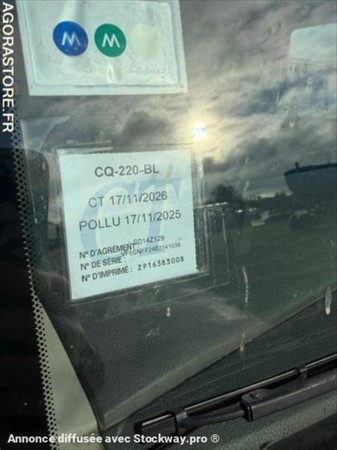 AGORASTORE.FR
W M
CQ-220-BL
CT 17/11/2026
POLLU 17/11/2025
N° D'AGRÉMENT: S014Z129
N° DE SÉRIE :
N° D'IMPRIMÉ : ZP16383008
Annonce diffusée avec Stockway.pro ®